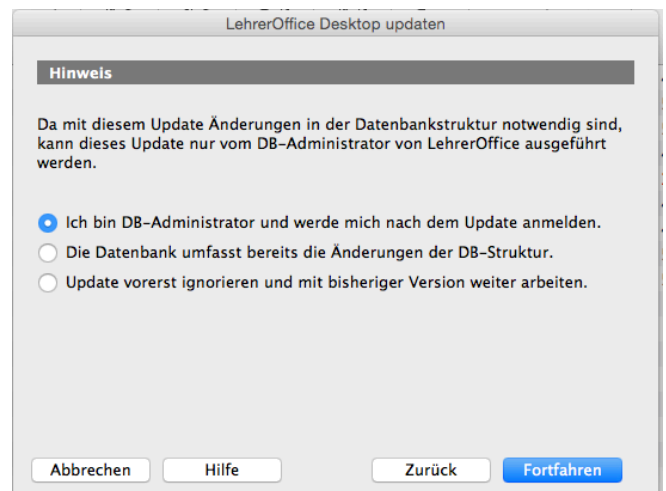 LehrerOffice Desktop updaten
Hinweis
Da mit diesem Update Änderungen in der Datenbankstruktur notwendig sind,
kann dieses Update nur vom DB-Administrator von LehrerOffice ausgeführt
werden.
Ich bin DB-Administrator und werde mich nach dem Update anmelden.
Die Datenbank umfasst bereits die Änderungen der DB-Struktur.
Update vorerst ignorieren und mit bisheriger Version weiter arbeiten.
Abbrechen Hilfe Zurück Fortfahren